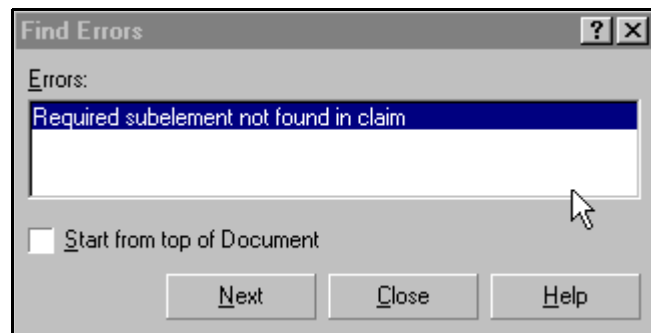 Find Errors
Errors:
Required subelement not found in claim
Start from top of Document
Next Close Help